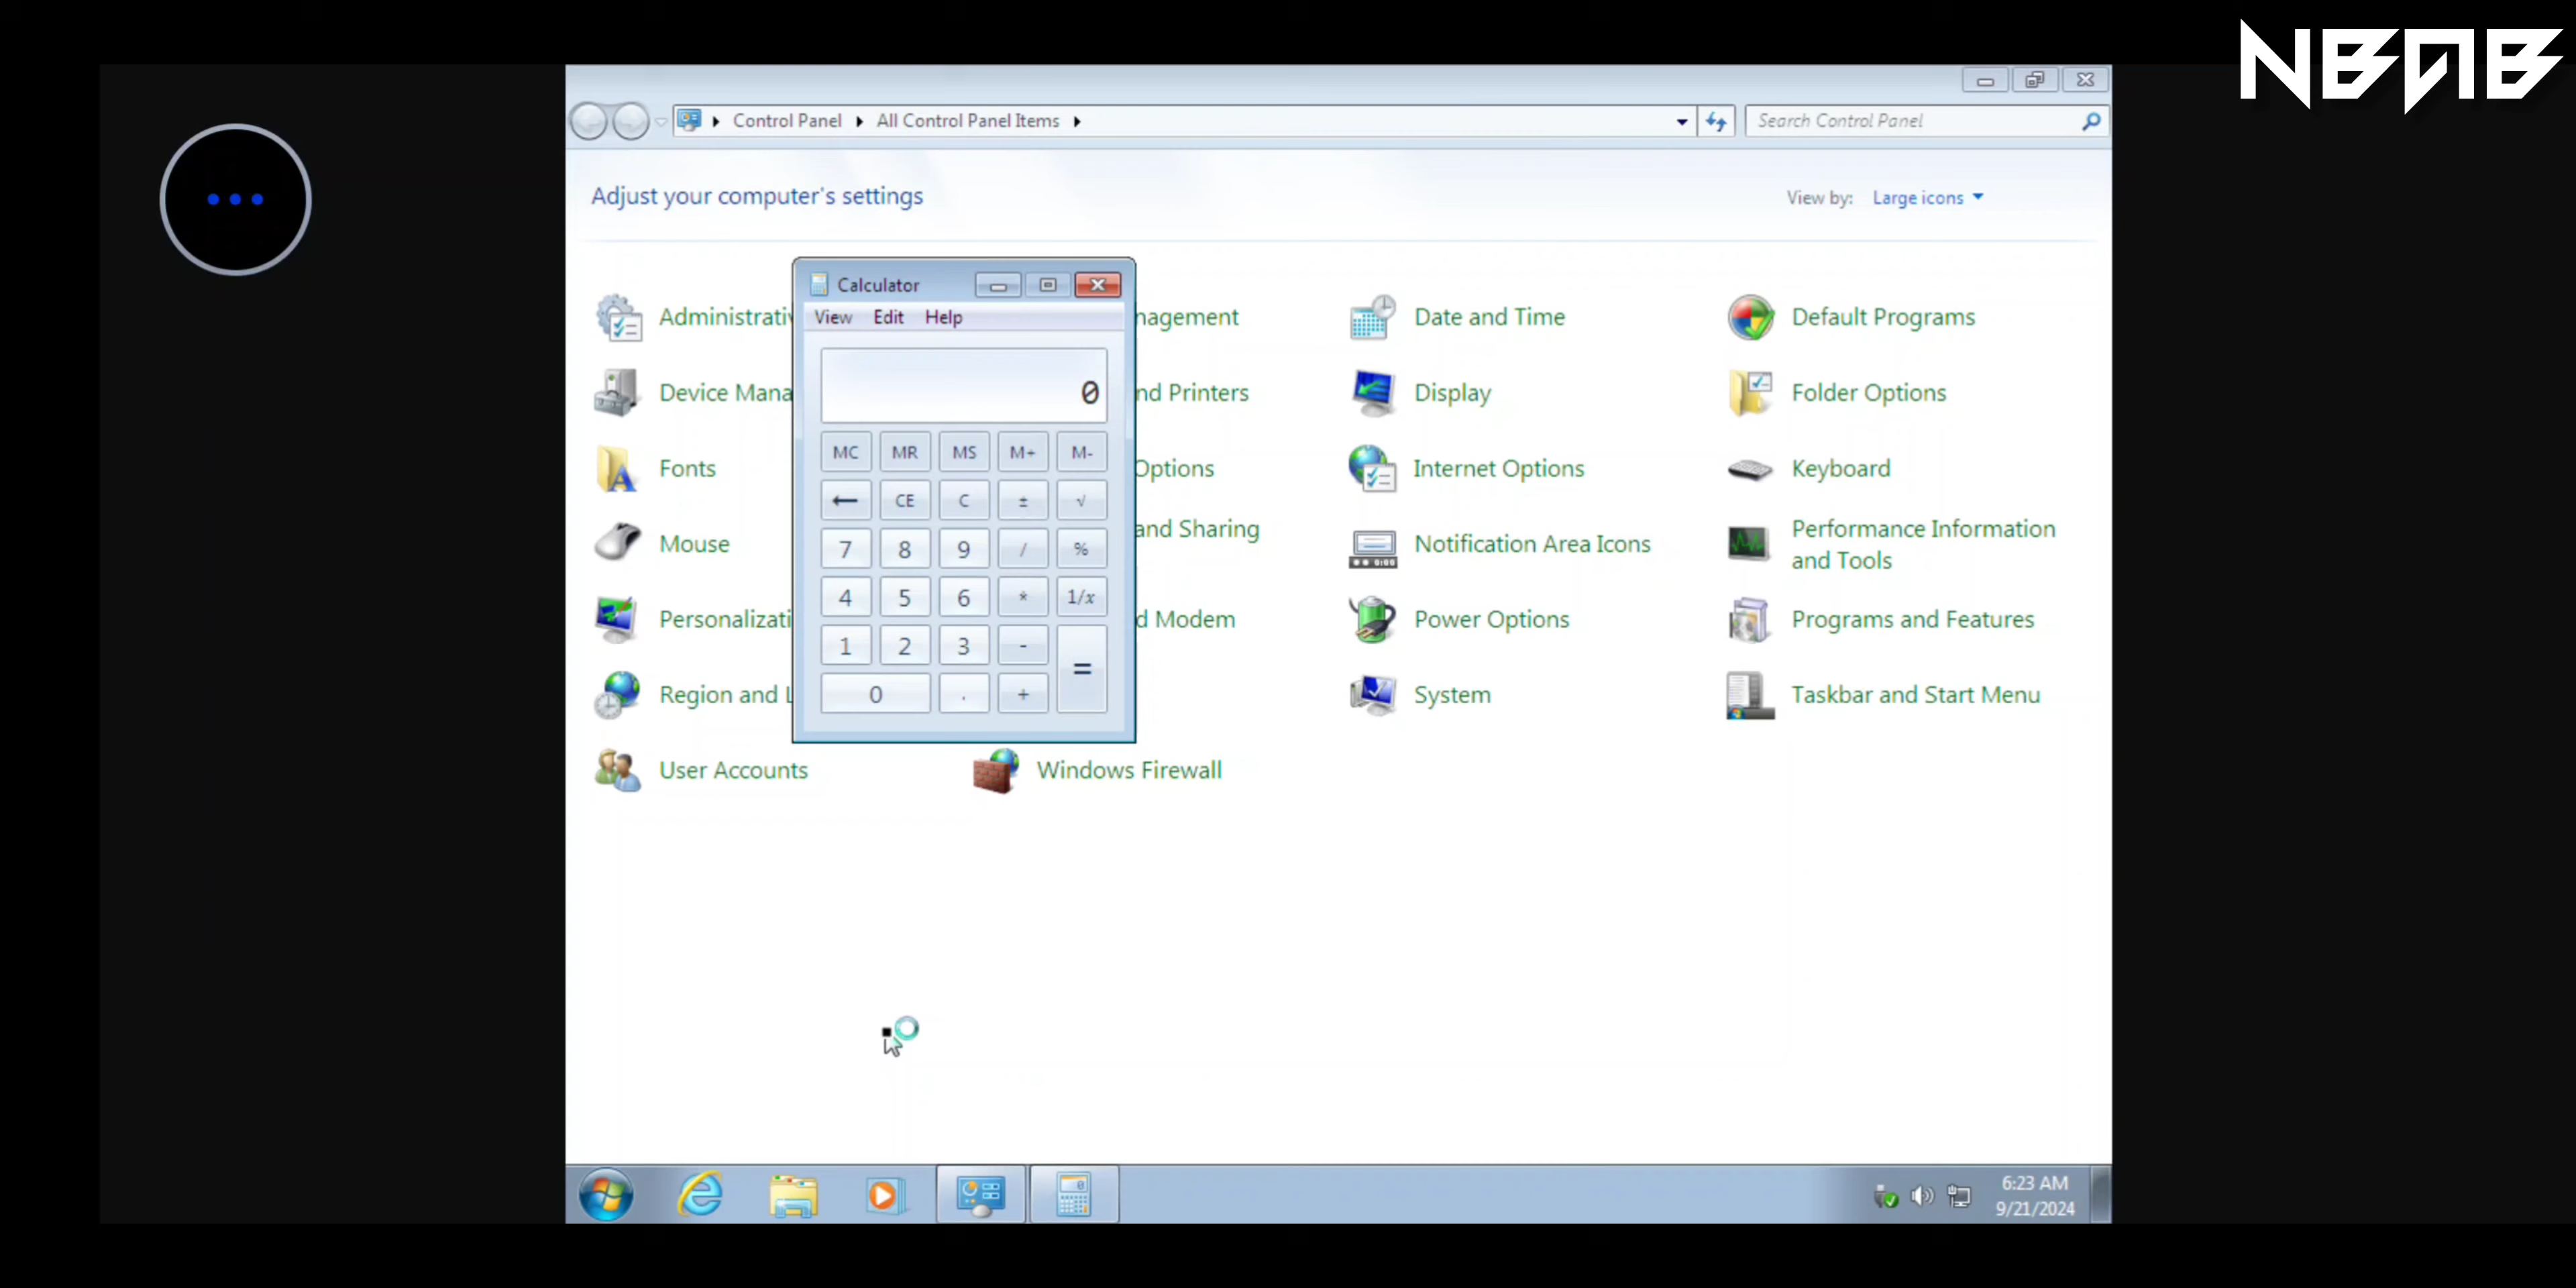 NBAB
Control Panel
All Control Panel Items
Search Control Panel
Adjust your computer's settings
View by: Large icons
Calculator
View Edit Help
0
MC MR MS M+ M-
← CE C ± √
7 8 9 / %
4 5 6 * 1/x
1 2 3 - =
0 . +
Administrativ
nagement
Date and Time
Default Programs
Device Mana
nd Printers
Display
Folder Options
Fonts
Options
Internet Options
Keyboard
Mouse
and Sharing
Notification Area Icons
Performance Information
and Tools
Personalizati
d Modem
Power Options
Programs and Features
Region and L
System
Taskbar and Start Menu
User Accounts
Windows Firewall
6:23 AM
9/21/2024